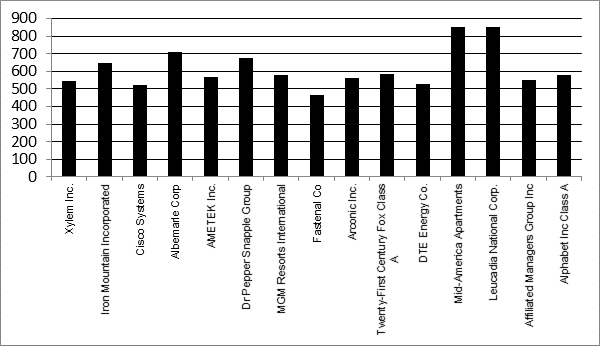 900
800
700
600
500
400
300
200
100
0
Xylem Inc.
Iron Mountain Incorporated
Cisco Systems
Albemarle Corp
AMETEK Inc.
Dr Pepper Snapple Group
MGM Resorts International
Fastenal Co
Arconic Inc.
Twenty-First Century Fox Class
A
DTE Energy Co.
Mid-America Apartments
Leucadia National Corp.
Affiliated Managers Group Inc
Alphabet Inc Class A